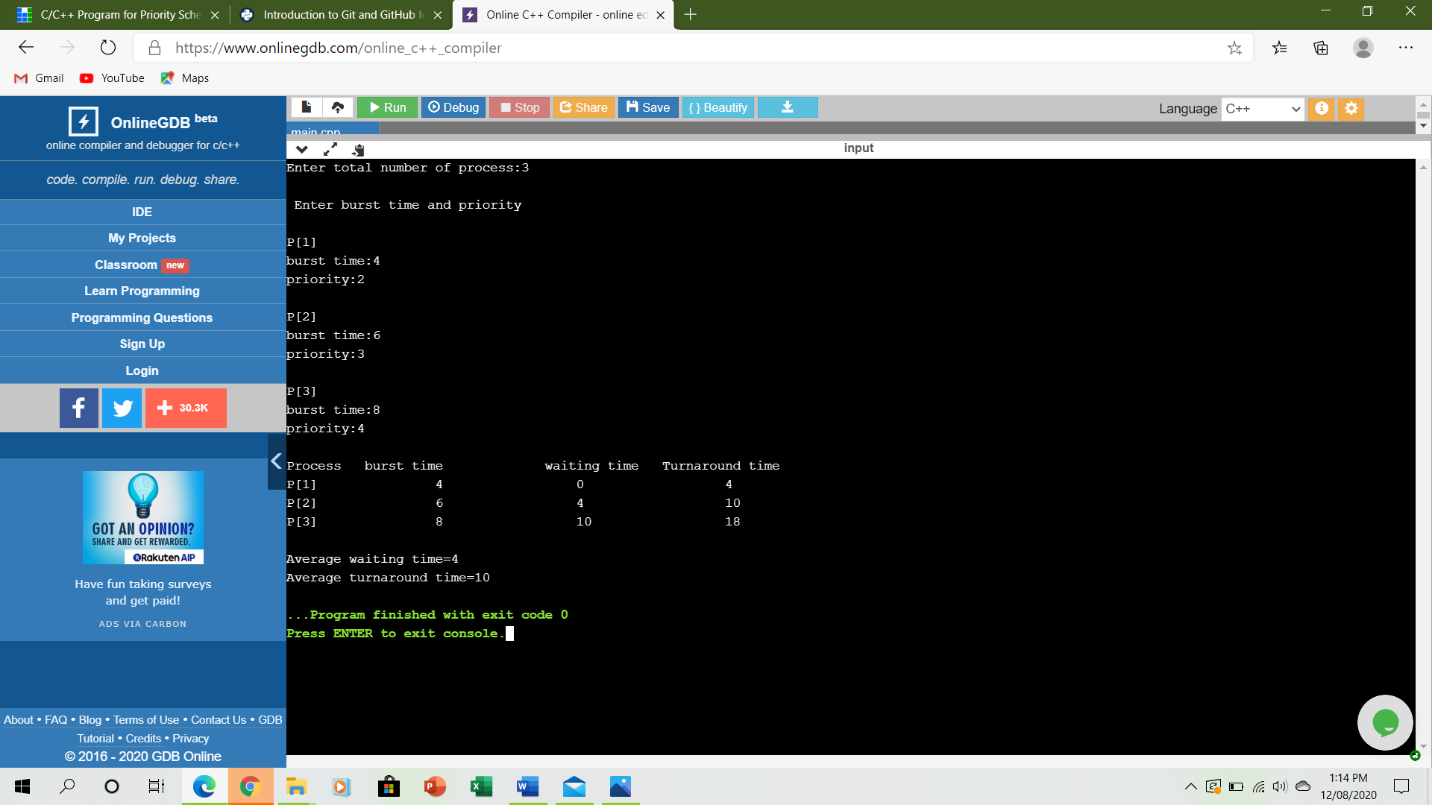 C/C++ Program for Priority Sche
Introduction to Git and GitHub f
Online C++ Compiler - online ed
https://www.onlinegdb.com/online_c++_compiler
Gmail
YouTube
Maps
OnlineGDB beta
online compiler and debugger for c/c++
code. compile. run. debug. share.
IDE
My Projects
Classroom new
Learn Programming
Programming Questions
Sign Up
Login
30.3K
GOT AN OPINION?
SHARE AND GET REWARDED.
Rakuten AIP
Have fun taking surveys
and get paid!
ADS VIA CARBON
About • FAQ • Blog • Terms of Use • Contact Us • GDB
Tutorial • Credits • Privacy
© 2016 - 2020 GDB Online
Run Debug Stop Share Save { } Beautify
Language C++
main.cpp
input
Enter total number of process:3
Enter burst time and priority
P[1]
burst time:4
priority:2
P[2]
burst time:6
priority:3
P[3]
burst time:8
priority:4
Process burst time waiting time Turnaround time
P[1] 4 0 4
P[2] 6 4 10
P[3] 8 10 18
Average waiting time=4
Average turnaround time=10
...Program finished with exit code 0
Press ENTER to exit console.
1:14 PM
12/08/2020